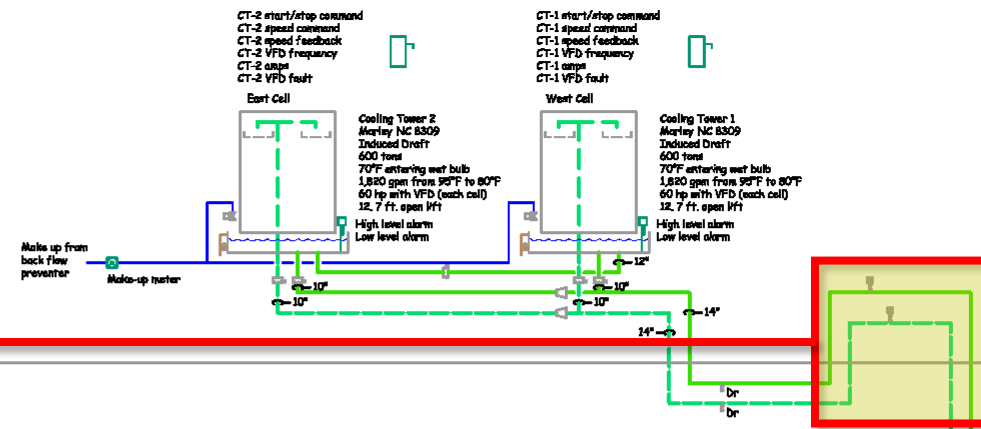 CT-2 start/stop command
CT-2 speed command
CT-2 speed feedback
CT-2 VFD frequency
CT-2 amps
CT-2 VFD fault
CT-1 start/stop command
CT-1 speed command
CT-1 speed feedback
CT-1 VFD frequency
CT-1 amps
CT-1 VFD fault
East Cell
West Cell
Cooling Tower 2
Marley NC 8309
Induced Draft
600 tons
70°F entering wet bulb
1,820 gpm from 95°F to 80°F
60 hp with VFD (each cell)
12.7 ft. open lift
High level alarm
Low level alarm
Cooling Tower 1
Marley NC 8309
Induced Draft
600 tons
70°F entering wet bulb
1,820 gpm from 95°F to 80°F
60 hp with VFD (each cell)
12.7 ft. open lift
High level alarm
Low level alarm
Make up from
back flow
preventer
Make-up meter
12"
10"
10"
10"
10"
14"
14"
Dr
Dr